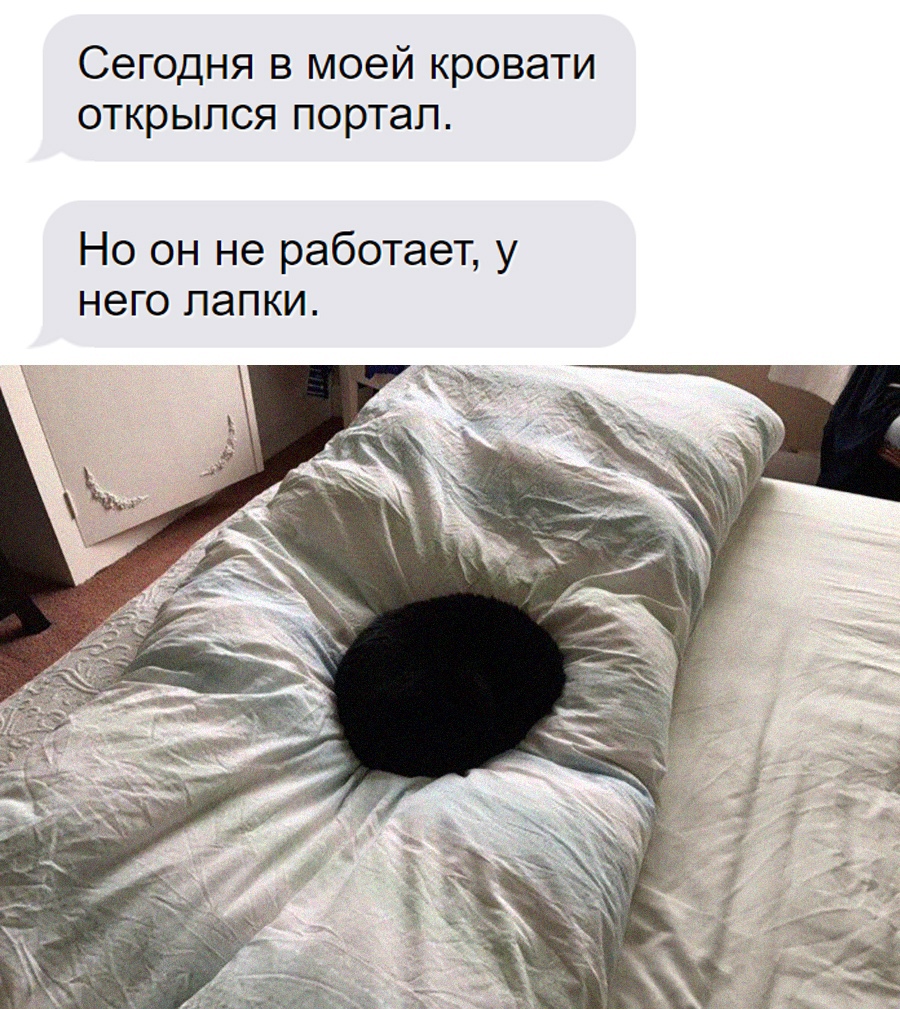 Сегодня в моей кровати
открылся портал.
Но он не работает, у
него лапки.